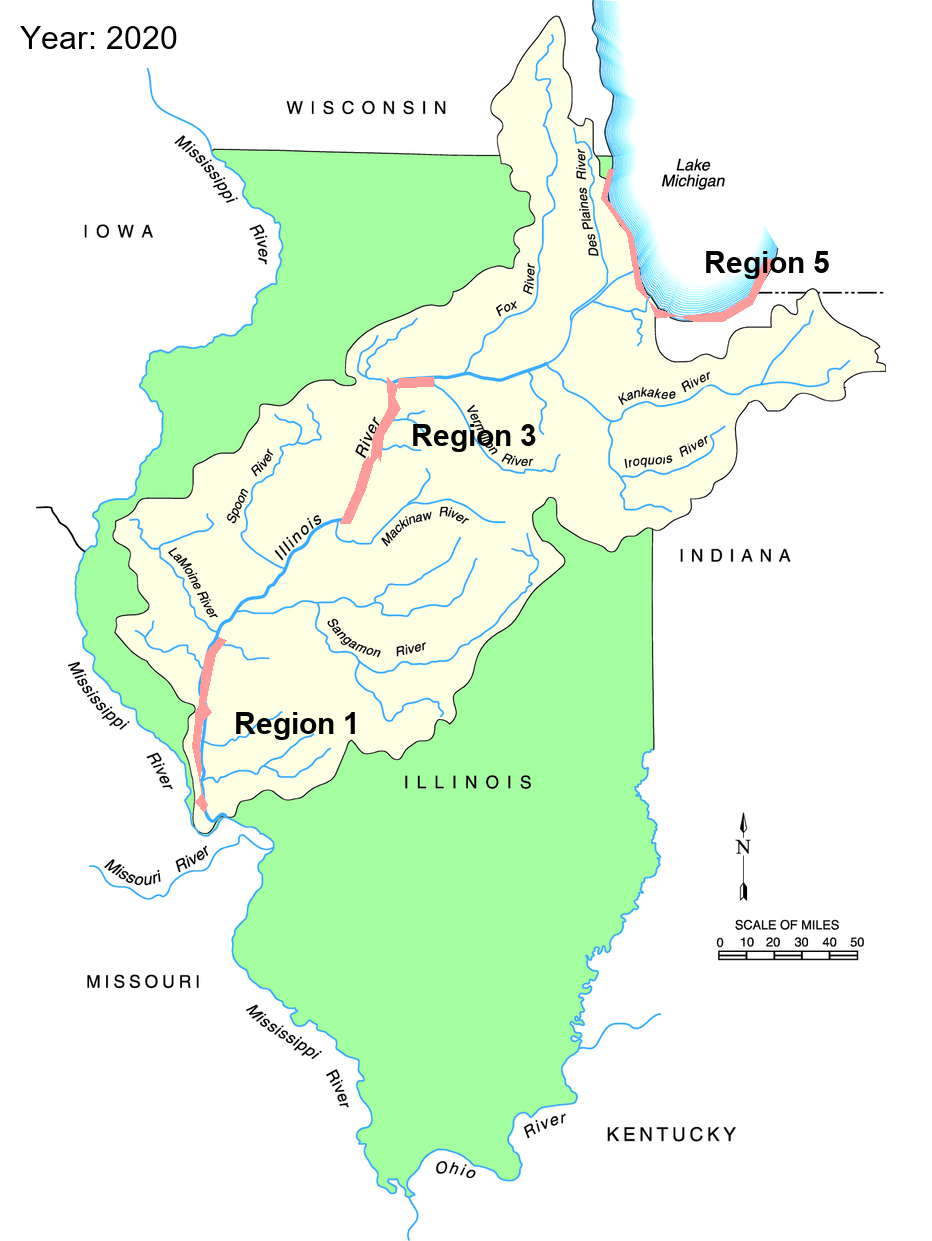 Year: 2020
WISCONSIN
Mississippi
River
IOWA
Lake
Michigan
Des Plaines River
Region 5
Fox
River
Kankakee River
Vermilion
River
Region 3
River
Iroquois River
Spoon River
Illinois
Mackinaw River
INDIANA
LaMoine River
Sangamon River
Mississippi
River
Region 1
ILLINOIS
Missouri River
N
SCALE OF MILES
0 10 20 30 40 50
MISSOURI
Mississippi
River
KENTUCKY
Ohio
River